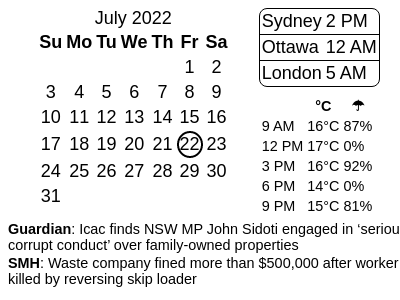 July 2022
Su Mo Tu We Th Fr Sa
1 2
3 4 5 6 7 8 9
10 11 12 13 14 15 16
17 18 19 20 21 22 23
24 25 26 27 28 29 30
31
Sydney 2 PM
Ottawa 12 AM
London 5 AM
°C ☂
9 AM 16°C 87%
12 PM 17°C 0%
3 PM 16°C 92%
6 PM 14°C 0%
9 PM 15°C 81%
Guardian: Icac finds NSW MP John Sidoti engaged in ‘seriou
corrupt conduct’ over family-owned properties
SMH: Waste company fined more than $500,000 after worker
killed by reversing skip loader